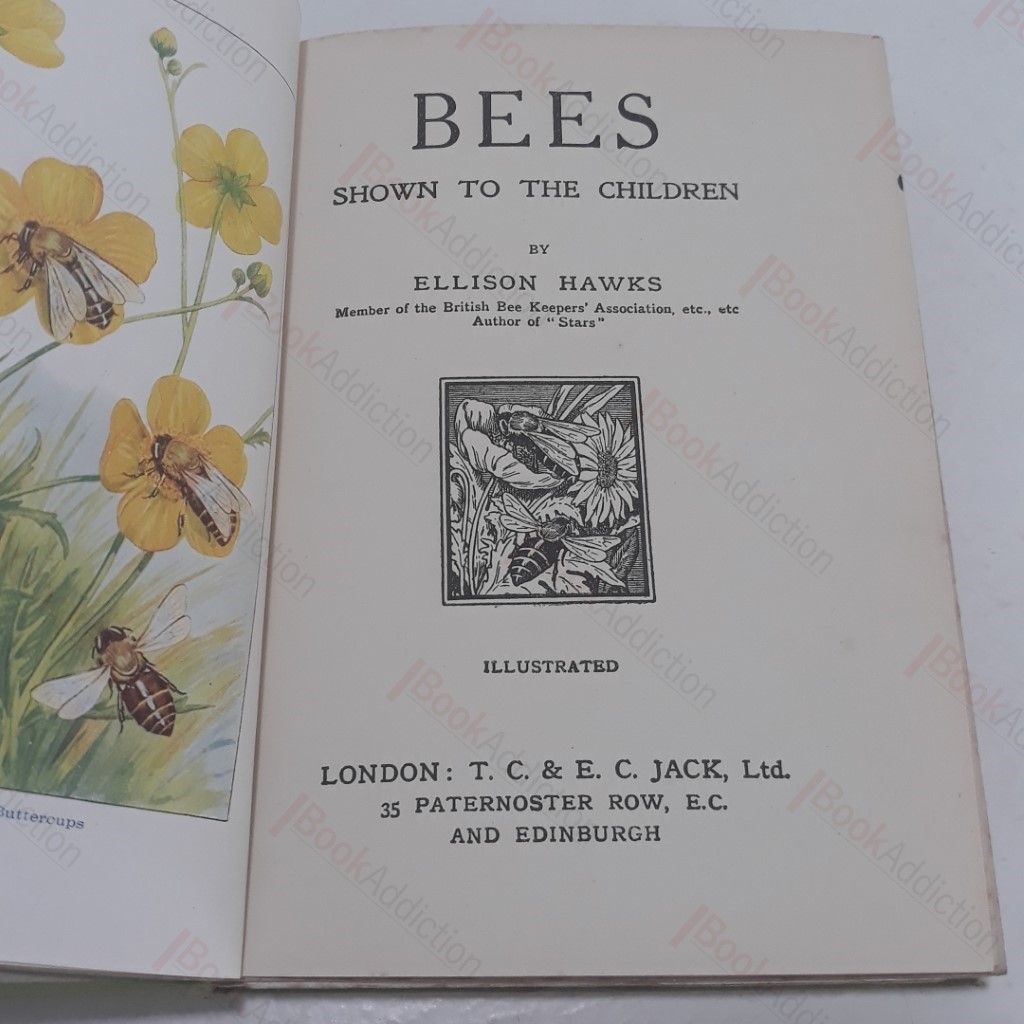 BEES
SHOWN TO THE CHILDREN
BY
ELLISON HAWKS
Member of the British Bee Keepers' Association, etc., etc
Author of "Stars"
ILLUSTRATED
LONDON: T. C. & E. C. JACK, Ltd.
35 PATERNOSTER ROW, E.C.
AND EDINBURGH
Buttercups
BookAddiction